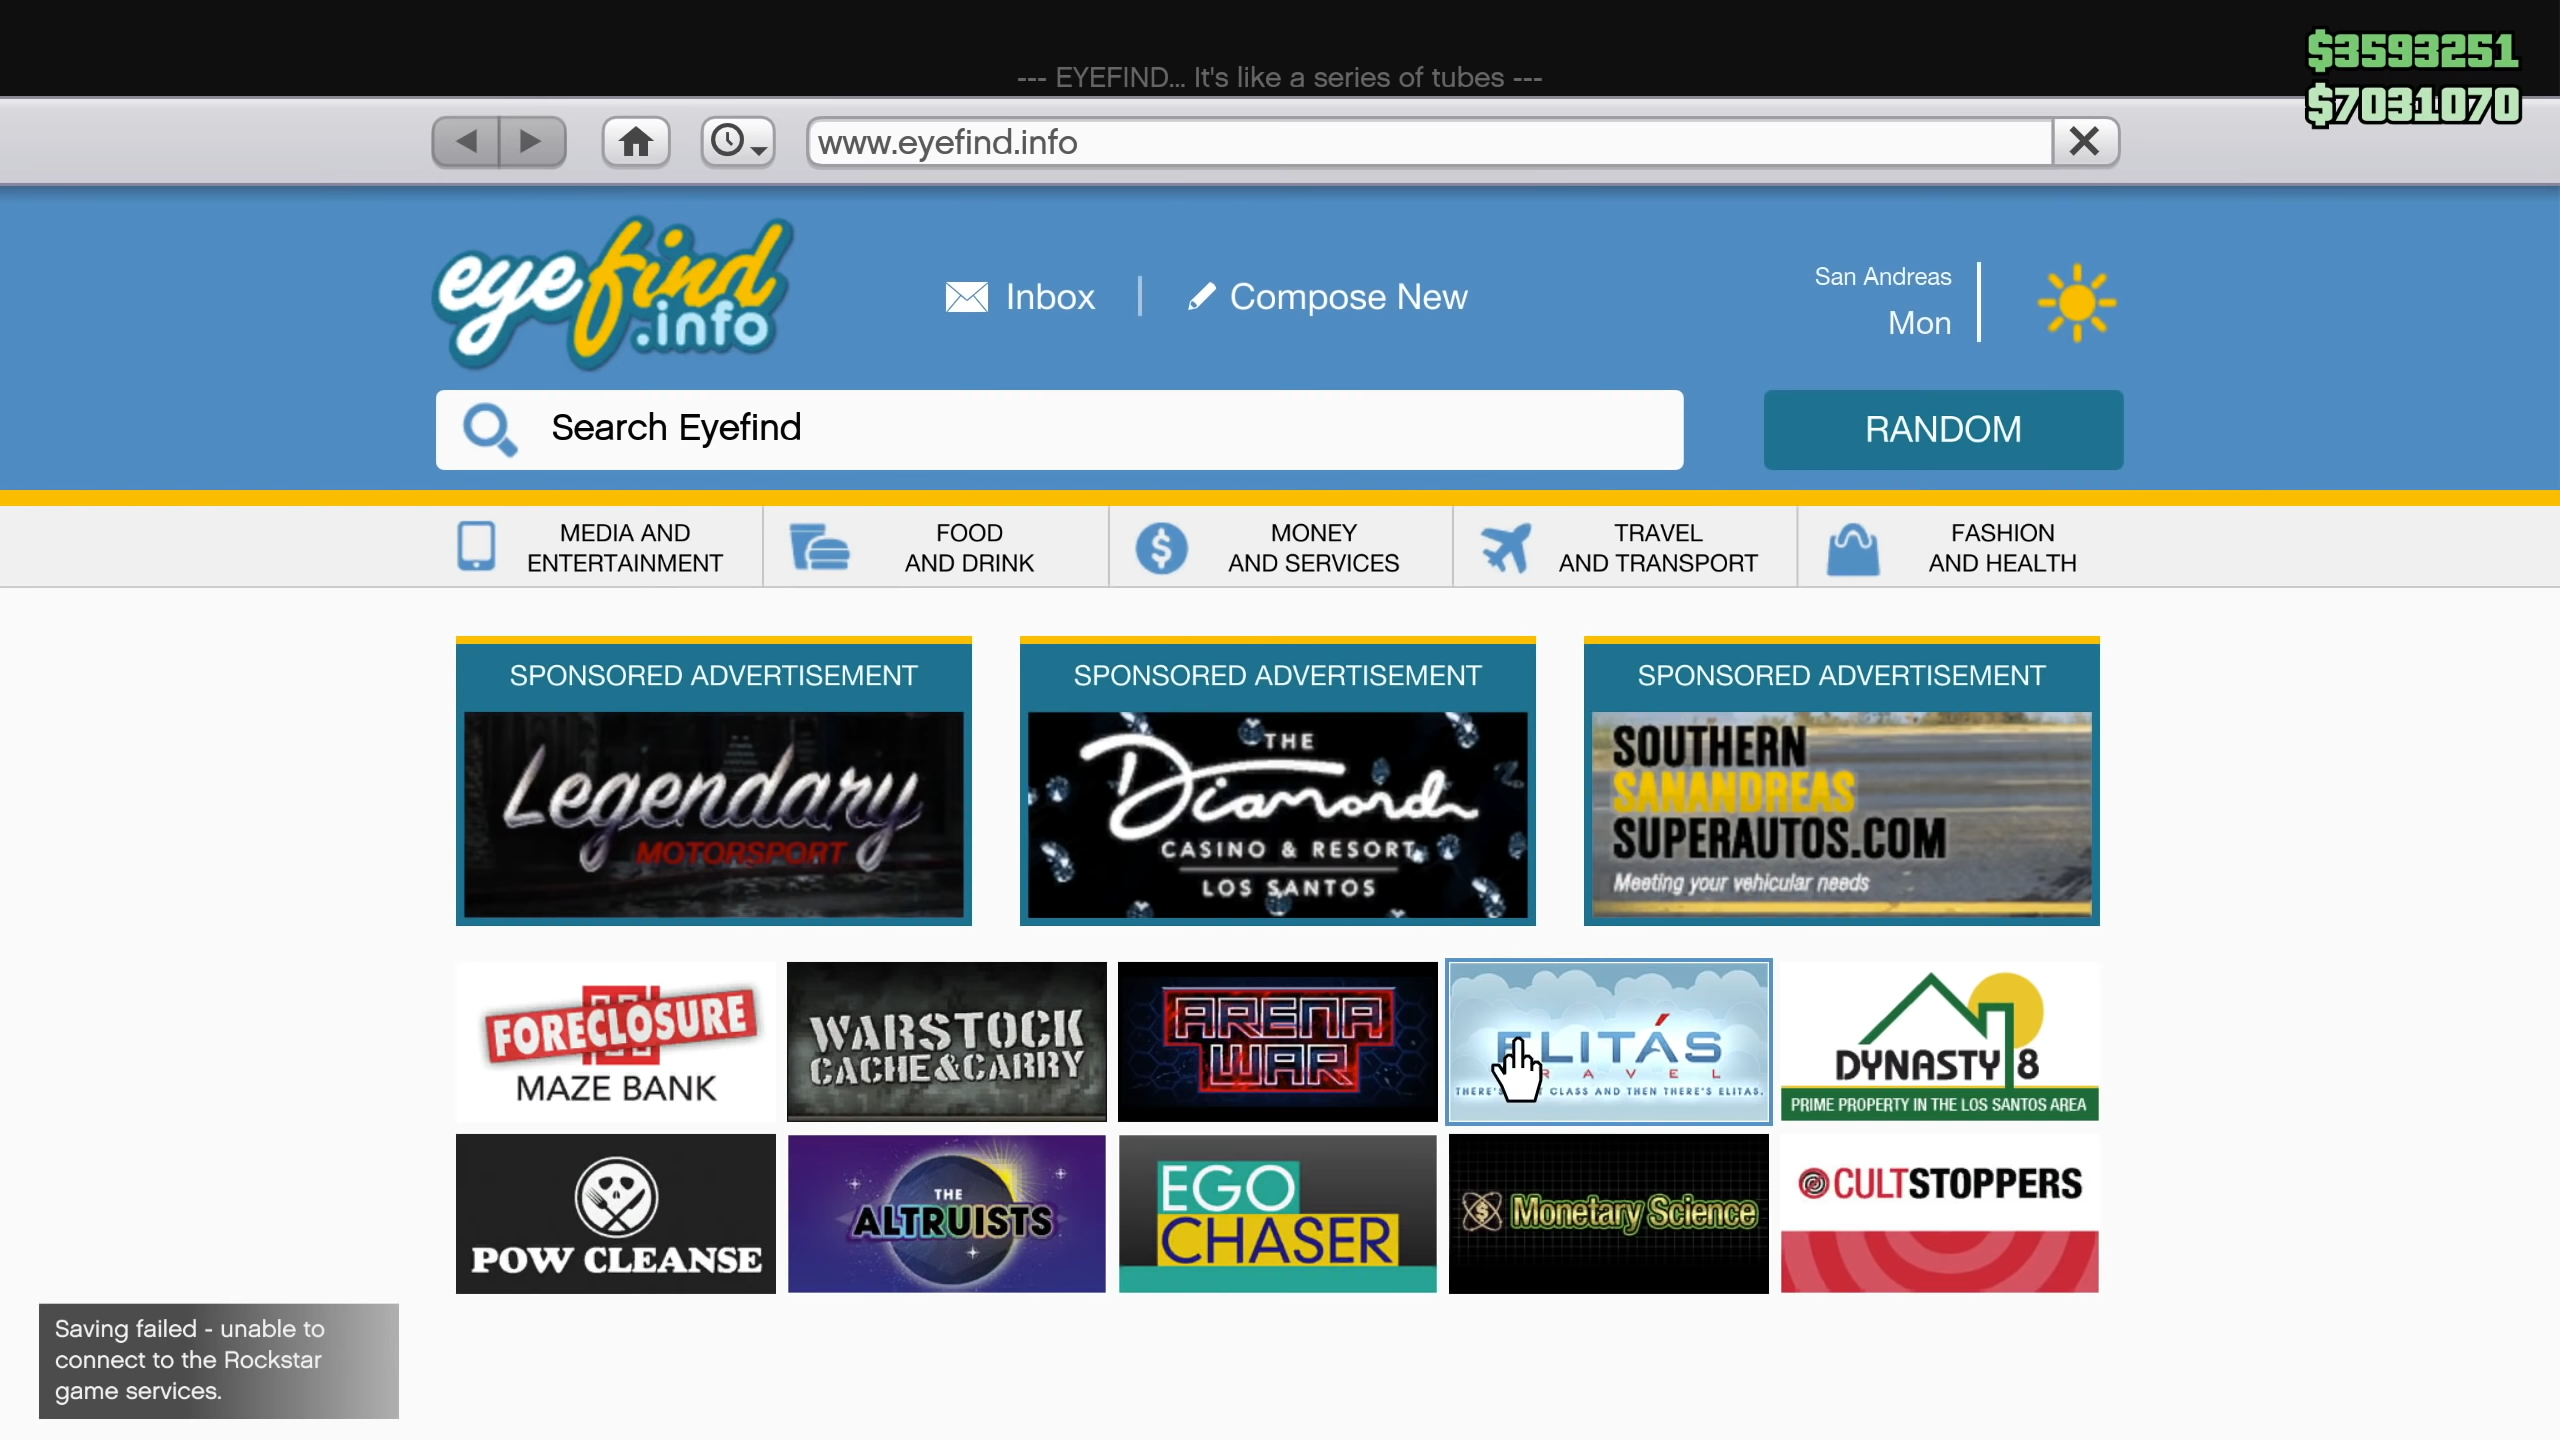 --- EYEFIND... It's like a series of tubes ---
$3593251
$7031070
www.eyefind.info
eyefind
.info
Inbox
Compose New
San Andreas
Mon
Search Eyefind
RANDOM
MEDIA AND
ENTERTAINMENT
FOOD
AND DRINK
MONEY
AND SERVICES
TRAVEL
AND TRANSPORT
FASHION
AND HEALTH
SPONSORED ADVERTISEMENT
Legendary
MOTORSPORT
SPONSORED ADVERTISEMENT
THE
Diamond
CASINO & RESORT
LOS SANTOS
SPONSORED ADVERTISEMENT
SOUTHERN
SANANDREAS
SUPERAUTOS.COM
Meeting your vehicular needs
FORECLOSURE
MAZE BANK
WARSTOCK
CACHE&CARRY
ARENA
WAR
ELITÁS
THERE'S CLASS AND THEN THERE'S ELITAS.
DYNASTY 8
PRIME PROPERTY IN THE LOS SANTOS AREA
POW CLEANSE
THE
ALTRUISTS
EGO
CHASER
Monetary Science
CULTSTOPPERS
Saving failed - unable to
connect to the Rockstar
game services.